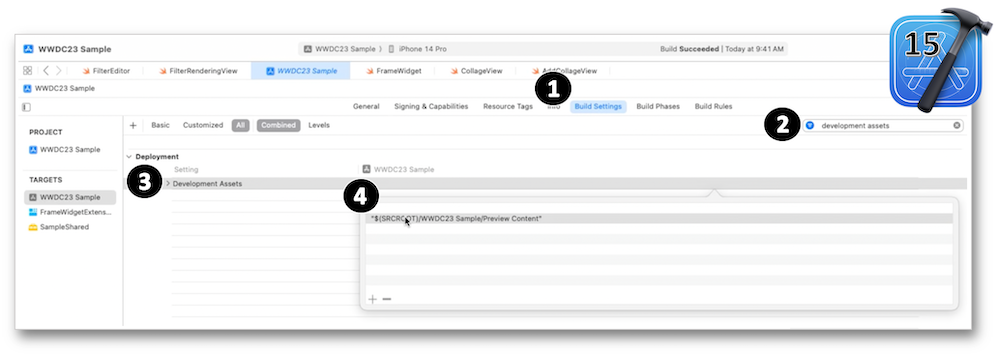 15
WWDC23 Sample
WWDC23 Sample iPhone 14 Pro
Build Succeeded | Today at 9:41 AM
FilterEditor FilterRenderingView WWDC23 Sample FrameWidget CollageView AddCollageView
WWDC23 Sample
1
General Signing & Capabilities Resource Tags Build Settings Build Phases Build Rules
PROJECT
WWDC23 Sample
TARGETS
WWDC23 Sample
FrameWidgetExtens...
SampleShared
+ Basic Customized All Combined Levels
2
development assets
Deployment
Setting WWDC23 Sample
3
Development Assets
4
"$(SRCROOT)/WWDC23 Sample/Preview Content"